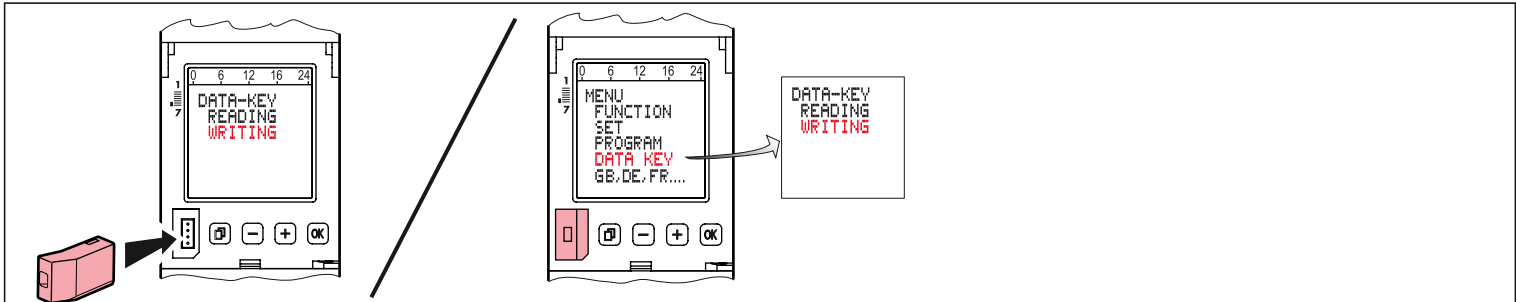 0 6 12 16 24
1
7
DATA-KEY
READING
WRITING
OK
0 6 12 16 24
1
7
MENU
FUNCTION
SET
PROGRAM
DATA KEY
GB,DE,FR....
OK
DATA-KEY
READING
WRITING